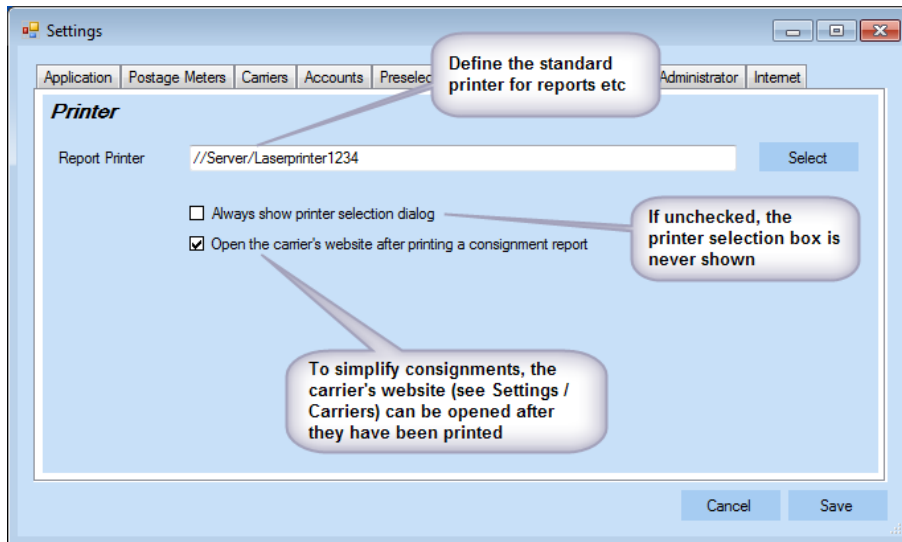 Settings
Define the standard
printer for reports etc
Application Postage Meters Carriers Accounts Preselec Administrator Internet
Printer
Report Printer //Server/Laserprinter1234 Select
Always show printer selection dialog
If unchecked, the
printer selection box is
never shown
Open the carrier's website after printing a consignment report
To simplify consignments, the
carrier's website (see Settings /
Carriers) can be opened after
they have been printed
Cancel Save